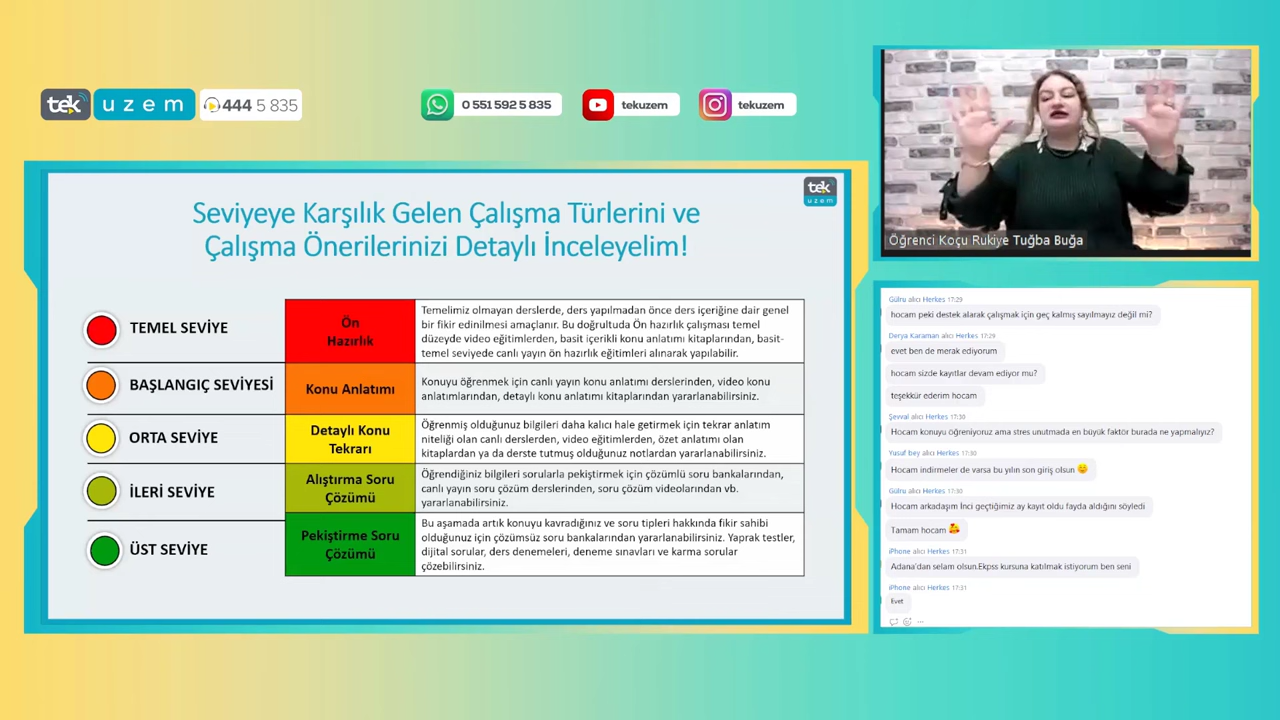 tek uzem 444 5 835
0 551 592 5 835
tekuzem
tekuzem
tek
uzem
Seviyeye Karşılık Gelen Çalışma Türlerini ve
Çalışma Önerilerinizi Detaylı İnceleyelim!
TEMEL SEVİYE
Ön
Hazırlık
Temelimiz olmayan derslerde, ders yapılmadan önce ders içeriğine dair genel
bir fikir edinilmesi amaçlanır. Bu doğrultuda Ön hazırlık çalışması temel
düzeyde video eğitimlerden, basit içerikli konu anlatımı kitaplarından, basit-
temel seviyede canlı yayın ön hazırlık eğitimleri alınarak yapılabilir.
BAŞLANGIÇ SEVİYESİ
Konu Anlatımı
Konuyu öğrenmek için canlı yayın konu anlatımı derslerinden, video konu
anlatımlarından, detaylı konu anlatımı kitaplarından yararlanabilirsiniz.
ORTA SEVİYE
Detaylı Konu
Tekrarı
Öğrenmiş olduğunuz bilgileri daha kalıcı hale getirmek için tekrar anlatım
niteliği olan canlı derslerden, video eğitimlerden, özet anlatımı olan
kitaplardan ya da derste tutmuş olduğunuz notlardan yararlanabilirsiniz.
İLERİ SEVİYE
Alıştırma Soru
Çözümü
Öğrendiğiniz bilgileri sorularla pekiştirmek için çözümlü soru bankalarından,
canlı yayın soru çözüm derslerinden, soru çözüm videolarından vb.
yararlanabilirsiniz.
ÜST SEVİYE
Pekiştirme Soru
Çözümü
Bu aşamada artık konuyu kavradığınız ve soru tipleri hakkında fikir sahibi
olduğunuz için çözümsüz soru bankalarından yararlanabilirsiniz. Yaprak testler,
dijital sorular, ders denemeleri, deneme sınavları ve karma sorular
çözebilirsiniz.
Öğrenci Koçu Rukiye Tuğba Buğa
Gülru alıcı Herkes 17:29
hocam peki destek alarak çalışmak için geç kalmış sayılmayız değil mi?
Derya Karaman alıcı Herkes 17:29
evet ben de merak ediyorum
hocam sizde kayıtlar devam ediyor mu?
teşekkür ederim hocam
Şevval alıcı Herkes 17:30
Hocam konuyu öğreniyoruz ama stres unutmada en büyük faktör burada ne yapmalıyız?
Yusuf bey alıcı Herkes 17:30
Hocam indirmeler de varsa bu yılın son giriş olsun 😊
Gülru alıcı Herkes 17:30
Hocam arkadaşım İnci geçtiğimiz ay kayıt oldu fayda aldığını söyledi
Tamam hocam 🥰
iPhone alıcı Herkes 17:31
Adana'dan selam olsun.Ekpss kursuna katılmak istiyorum ben seni
iPhone alıcı Herkes 17:31
Evet